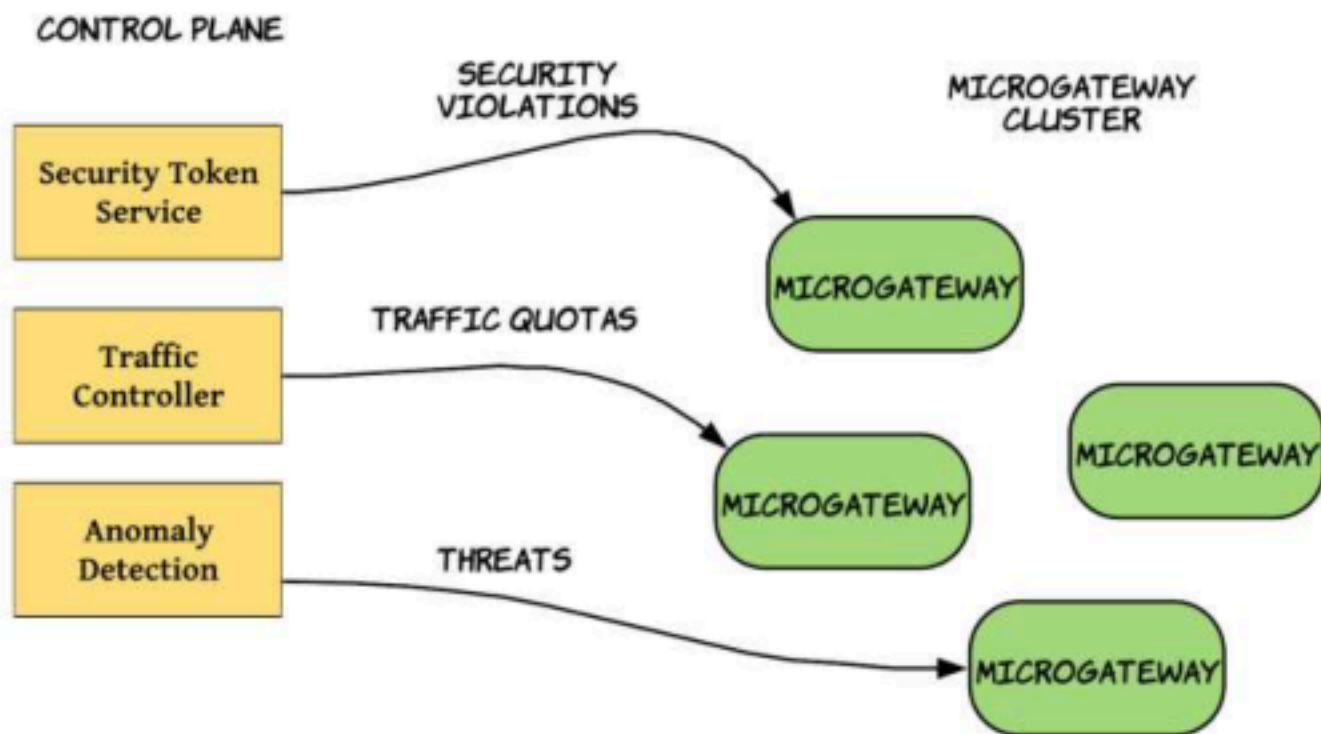 CONTROL PLANE
SECURITY
VIOLATIONS
MICROGATEWAY
CLUSTER
Security Token
Service
MICROGATEWAY
TRAFFIC QUOTAS
Traffic
Controller
MICROGATEWAY
MICROGATEWAY
Anomaly
Detection
THREATS
MICROGATEWAY